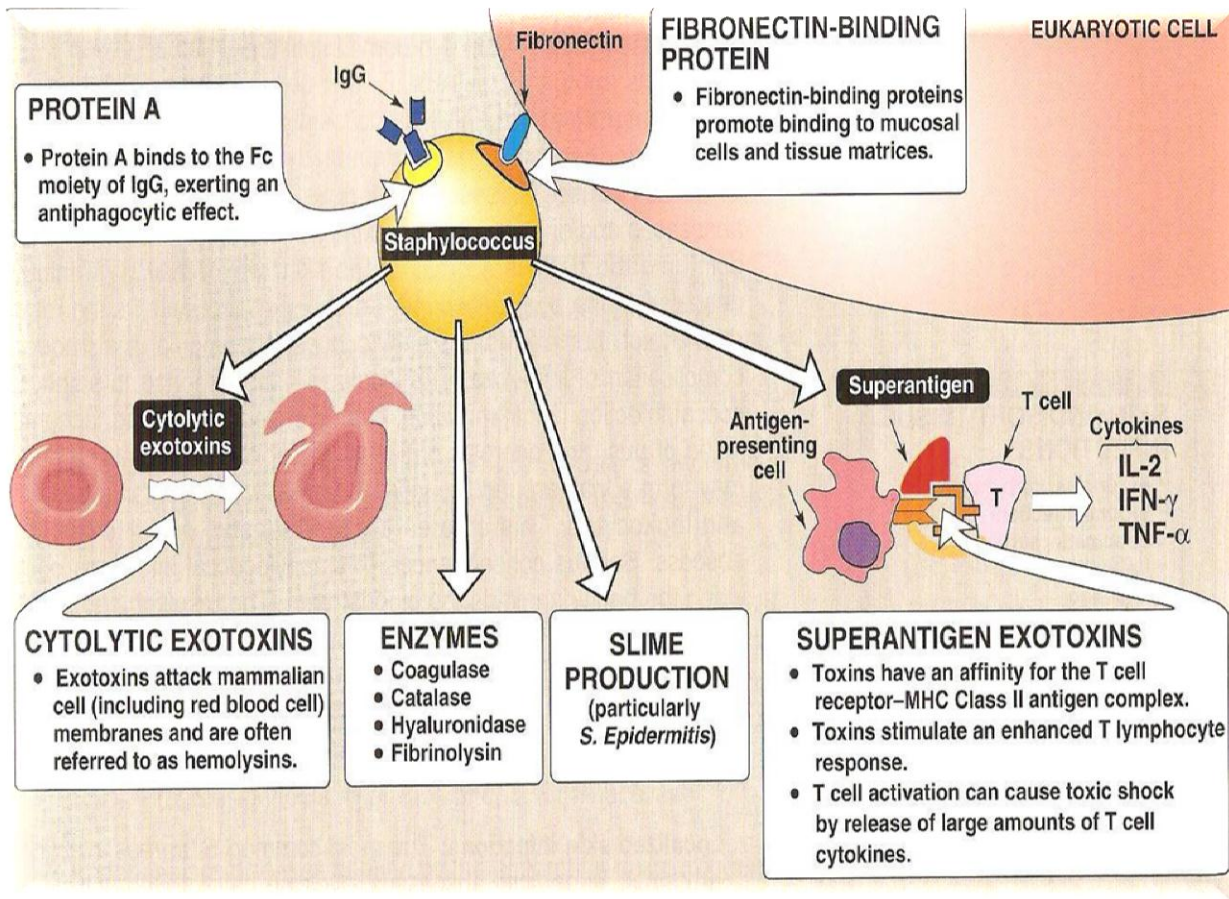 Fibronectin
IgG
EUKARYOTIC CELL
PROTEIN A
• Protein A binds to the Fc
moiety of IgG, exerting an
antiphagocytic effect.
FIBRONECTIN-BINDING
PROTEIN
• Fibronectin-binding proteins
promote binding to mucosal
cells and tissue matrices.
Staphylococcus
Cytolytic
exotoxins
Superantigen
Antigen-
presenting
cell
T cell
T
Cytokines
IL-2
IFN-γ
TNF-α
CYTOLYTIC EXOTOXINS
• Exotoxins attack mammalian
cell (including red blood cell)
membranes and are often
referred to as hemolysins.
ENZYMES
• Coagulase
• Catalase
• Hyaluronidase
• Fibrinolysin
SLIME
PRODUCTION
(particularly
S. Epidermitis)
SUPERANTIGEN EXOTOXINS
• Toxins have an affinity for the T cell
receptor–MHC Class II antigen complex.
• Toxins stimulate an enhanced T lymphocyte
response.
• T cell activation can cause toxic shock
by release of large amounts of T cell
cytokines.